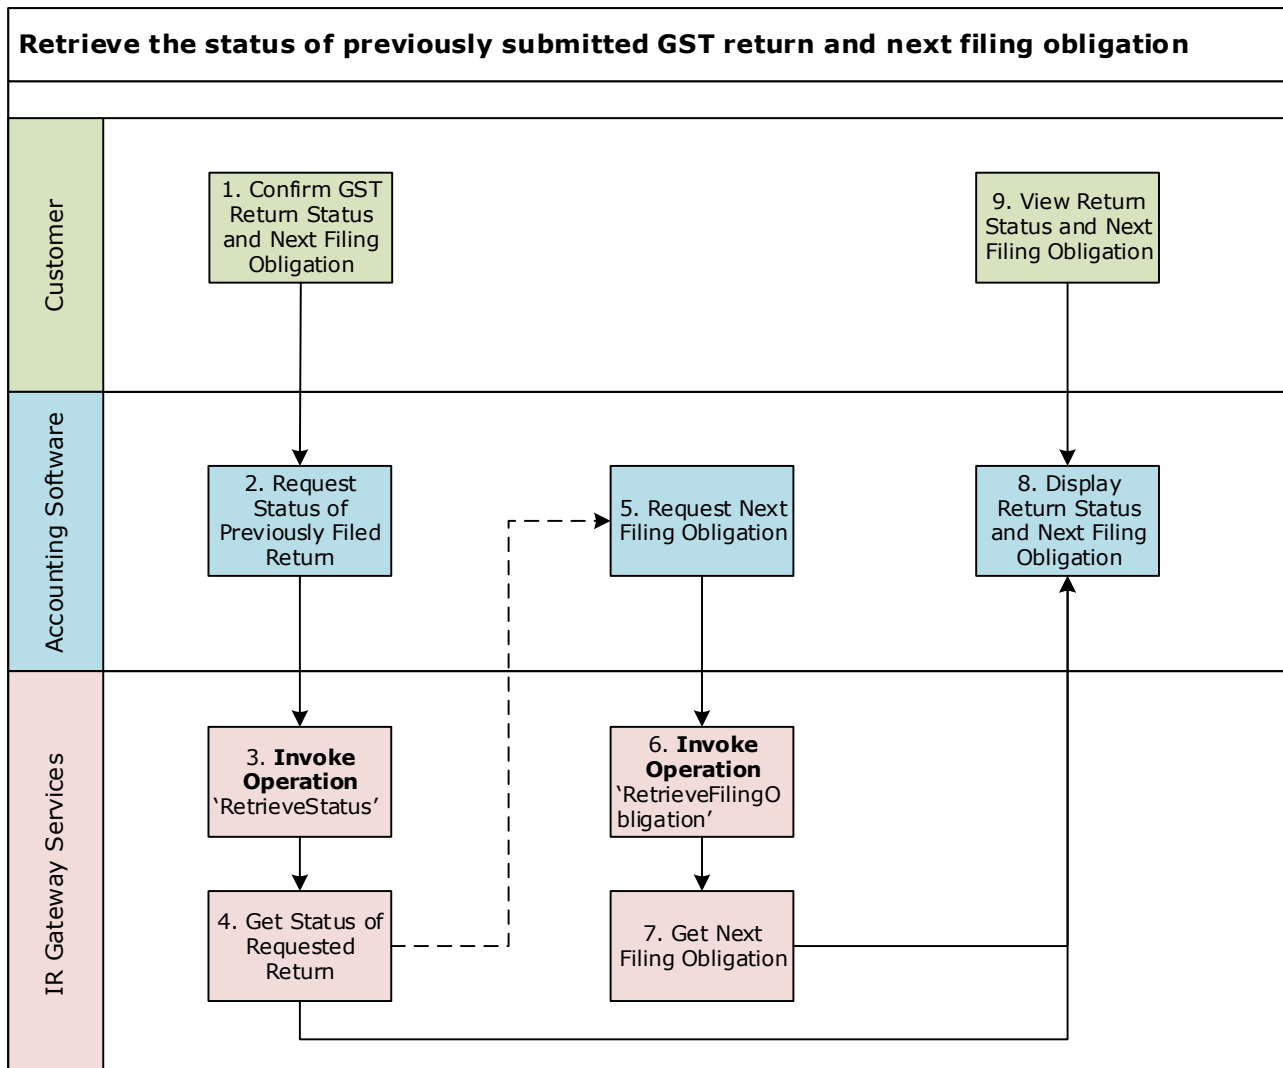 Retrieve the status of previously submitted GST return and next filing obligation
Customer
1. Confirm GST
Return Status
and Next Filing
Obligation
9. View Return
Status and Next
Filing Obligation
Accounting Software
2. Request
Status of
Previously Filed
Return
5. Request Next
Filing Obligation
8. Display
Return Status
and Next Filing
Obligation
IR Gateway Services
3. Invoke
Operation
‘RetrieveStatus’
6. Invoke
Operation
‘RetrieveFilingO
bligation’
4. Get Status of
Requested
Return
7. Get Next
Filing Obligation